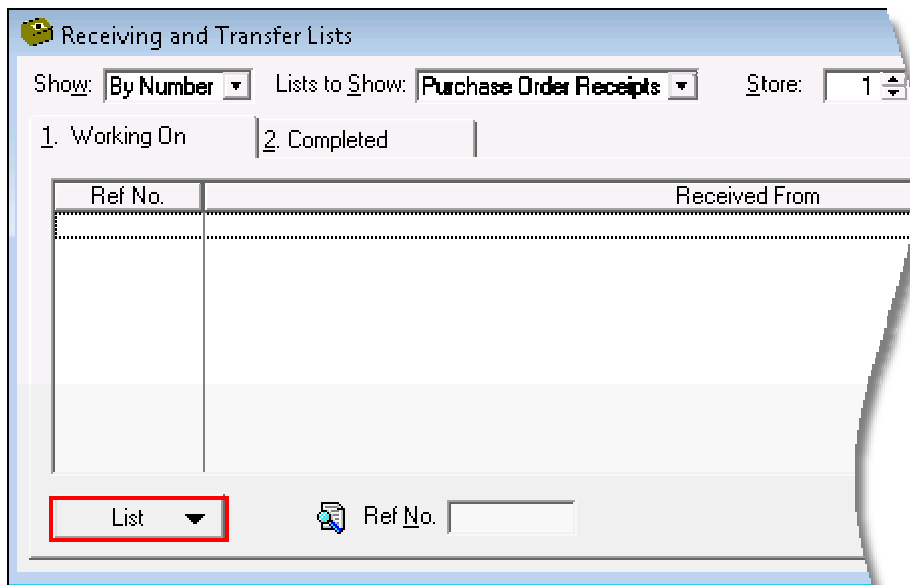 Receiving and Transfer Lists
Show: By Number Lists to Show: Purchase Order Receipts Store: 1
1. Working On 2. Completed
Ref No. Received From
List Ref No.